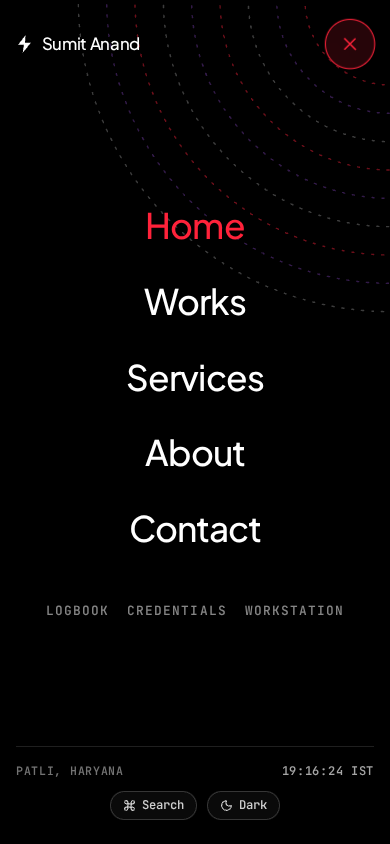 Sumit Anand
Home
Works
Services
About
Contact
LOGBOOK CREDENTIALS WORKSTATION
PATLI, HARYANA 19:16:24 IST
⌘ Search Dark